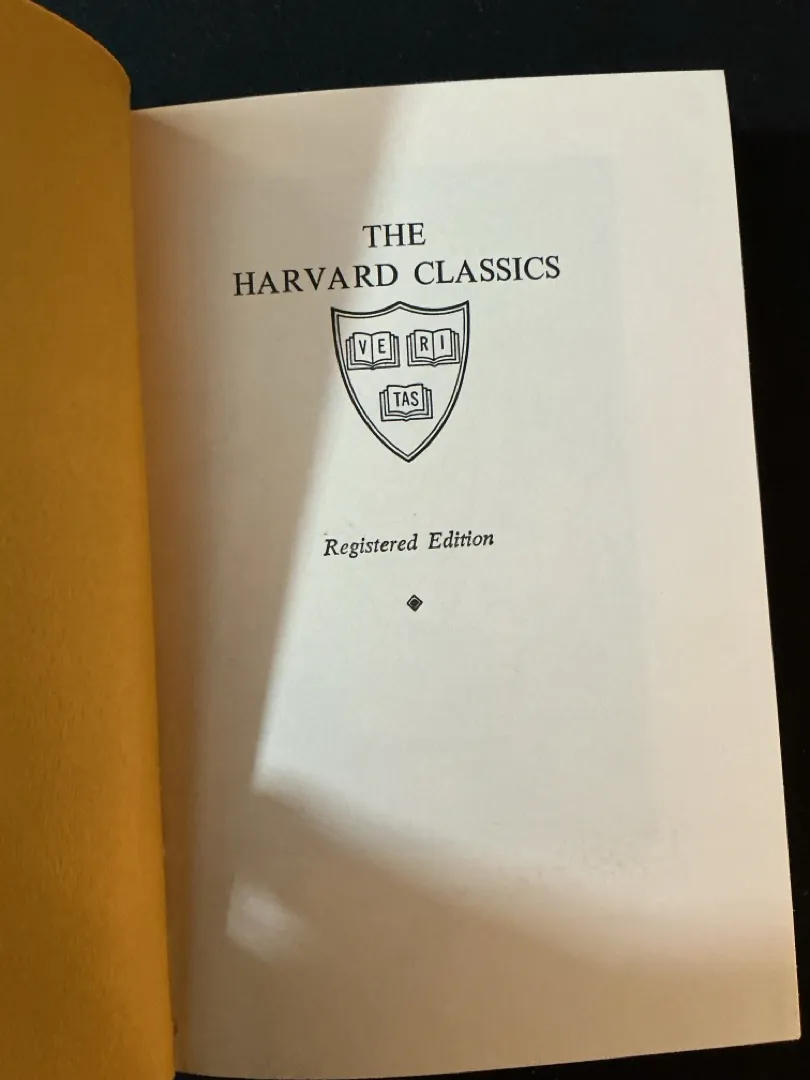 THE
HARVARD CLASSICS
VE RI
TAS
Registered Edition